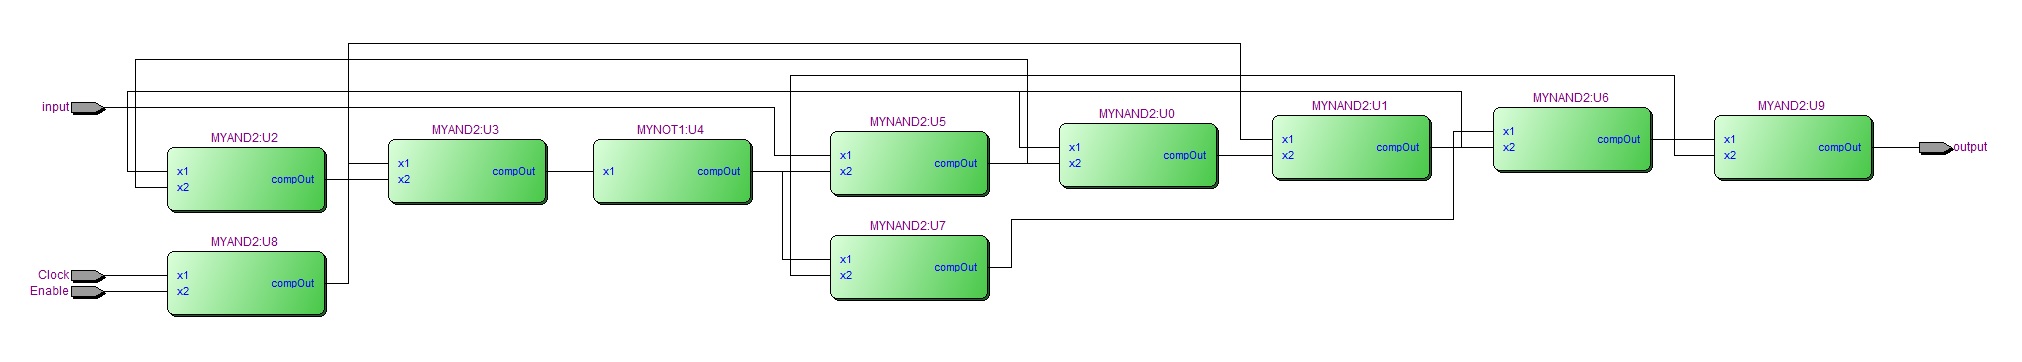 MYNAND2:U6
MYAND2:U9
MYNAND2:U1
MYNAND2:U0
input
MYNAND2:U5
MYAND2:U3
MYNOT1:U4
MYAND2:U2
x1
compOut
x2
x1
compOut
x2
x1
compOut
x2
output
x1
compOut
x2
x1
compOut
x2
x1
compOut
x2
x1
compOut
x1
compOut
x2
MYNAND2:U7
MYAND2:U8
x1
compOut
x2
Clock
x1
compOut
Enable
x2